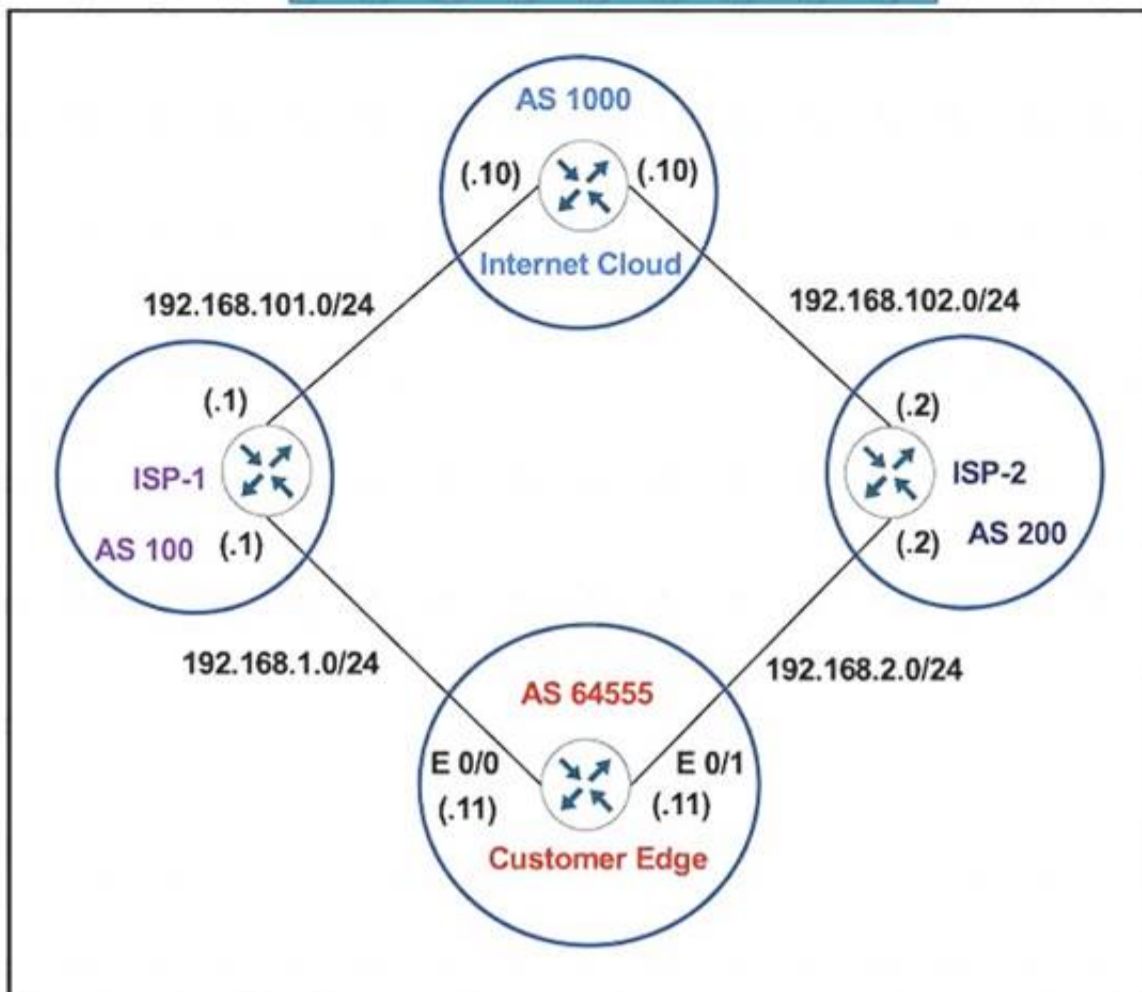 AS 1000
(.10)
(.10)
Internet Cloud
192.168.101.0/24
192.168.102.0/24
(.1)
(.2)
ISP-1
ISP-2
AS 100
(.1)
(.2)
AS 200
192.168.1.0/24
192.168.2.0/24
AS 64555
E 0/0
E 0/1
(.11)
(.11)
Customer Edge